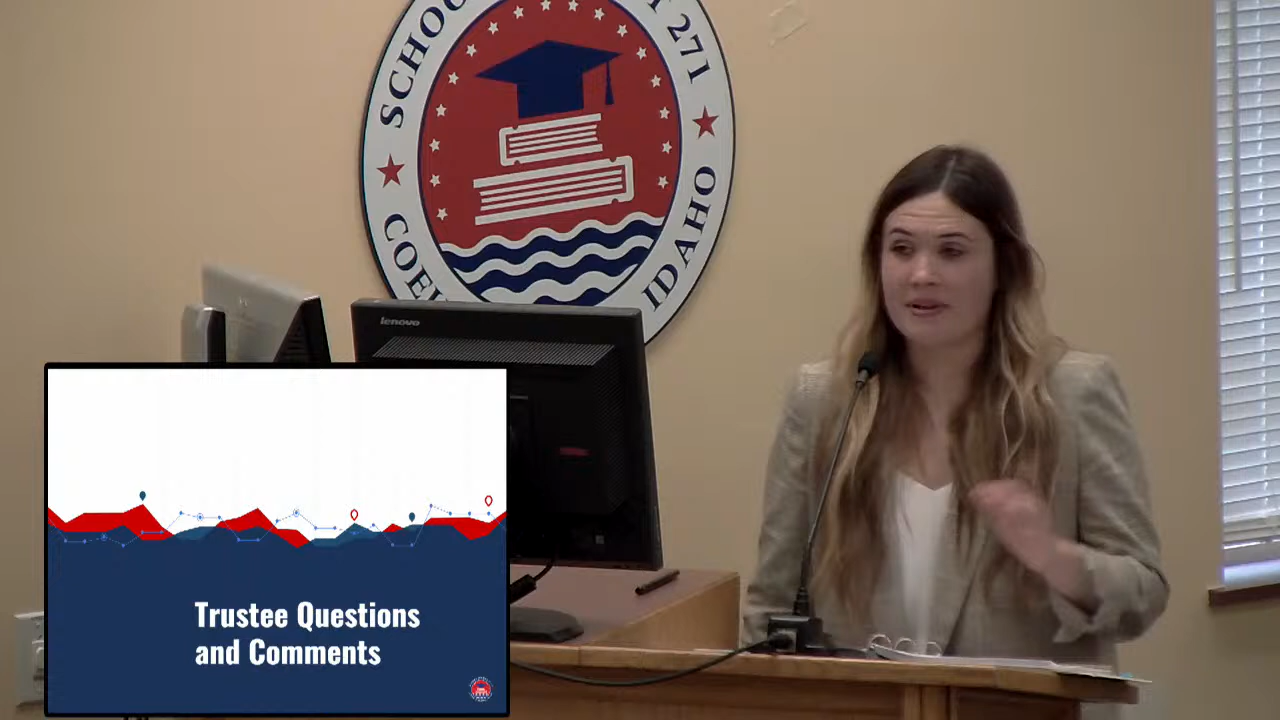 SCHOO
T 271
COE
IDAHO
lenovo
Trustee Questions
and Comments